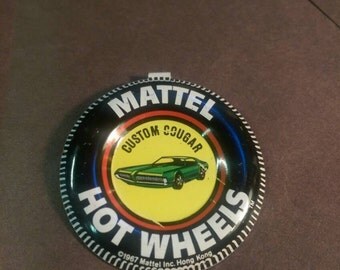 MATTEL
CUSTOM COUGAR
HOT WHEELS
©1967 Mattel Inc. Hong Kong